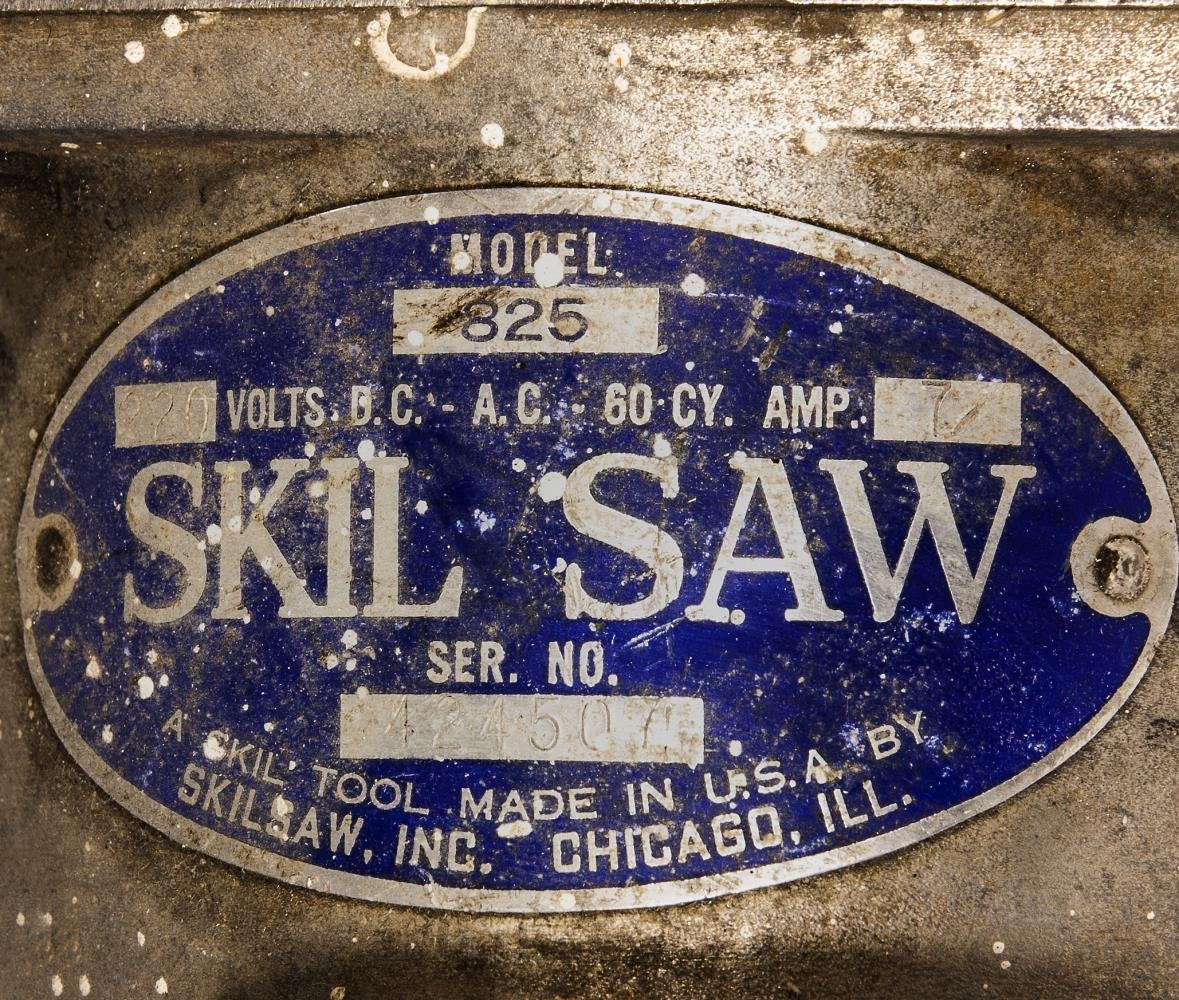 MODEL
825
220 VOLTS. D.C. - A.C. - 60 CY. AMP. 7
SKIL SAW
SER. NO.
424507
A SKIL TOOL MADE IN U.S.A. BY
SKILSAW, INC. CHICAGO, ILL.